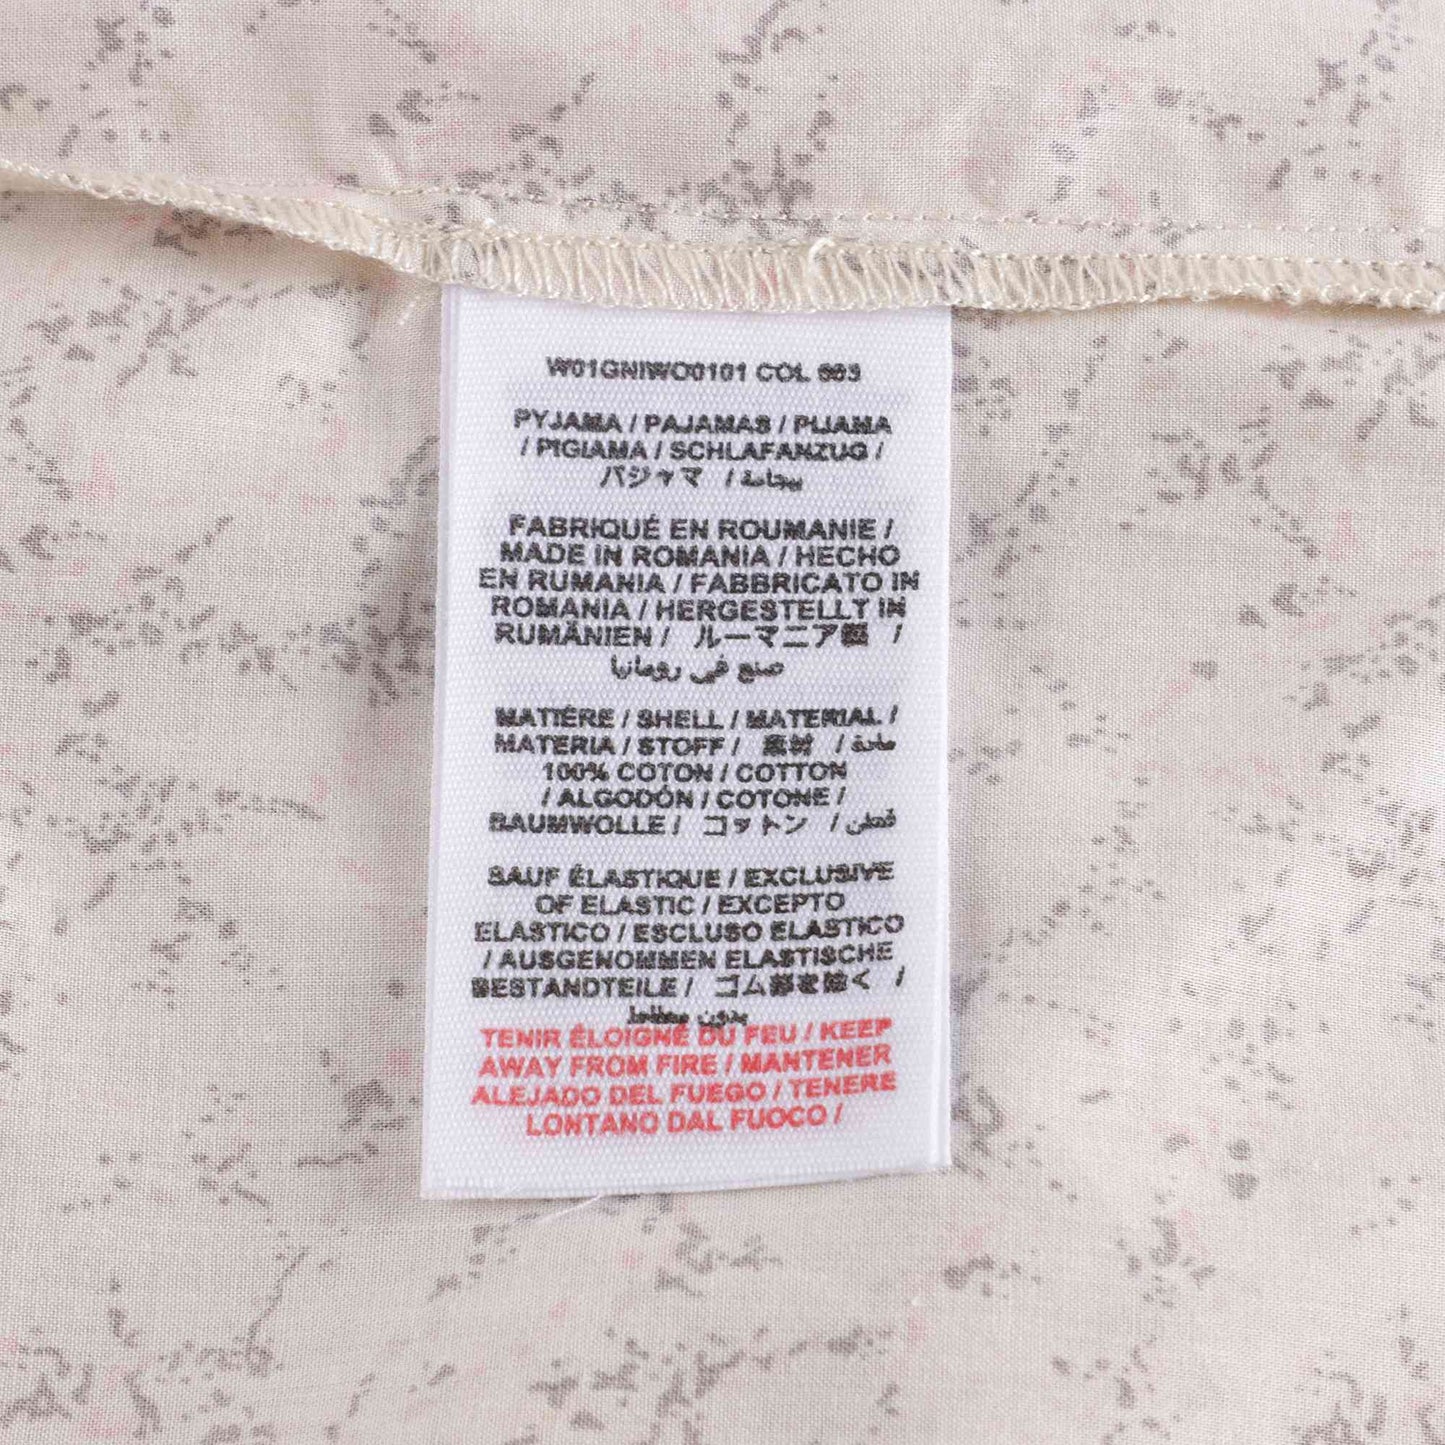 W01GNIWO0101 COL
PYJAMA / PAJAMAS / PIJAMA
/ PIGIAMA / SCHLAFANZUG /
パジャマ / بيجامة
FABRIQUÉ EN ROUMANIE /
MADE IN ROMANIA / HECHO
EN RUMANIA / FABBRICATO IN
ROMANIA / HERGESTELLT IN
RUMÄNIEN / ルーマニア製 /
صنع في رومانيا
MATIÈRE / SHELL / MATERIAL /
MATERIA / STOFF / 素材 / مادة
100% COTON / COTTON
/ ALGODÓN / COTONE /
BAUMWOLLE / コットン / قطن
SAUF ÉLASTIQUE / EXCLUSIVE
OF ELASTIC / EXCEPTO
ELASTICO / ESCLUSO ELASTICO
/ AUSGENOMMEN ELASTISCHE
BESTANDTEILE / ゴム部を除く /
بدون مطاط
TENIR ÉLOIGNÉ DU FEU / KEEP
AWAY FROM FIRE / MANTENER
ALEJADO DEL FUEGO / TENERE
LONTANO DAL FUOCO /